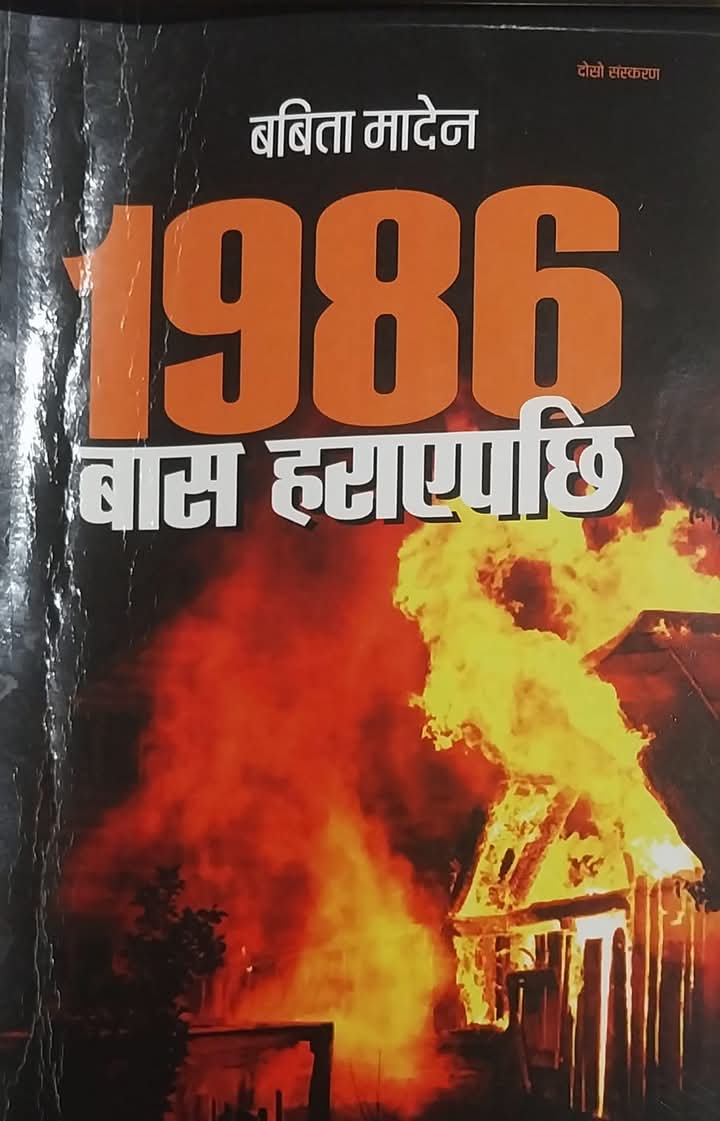 दोस्रो संस्करण
बबिता मादेन
1986
बास हराएपछि